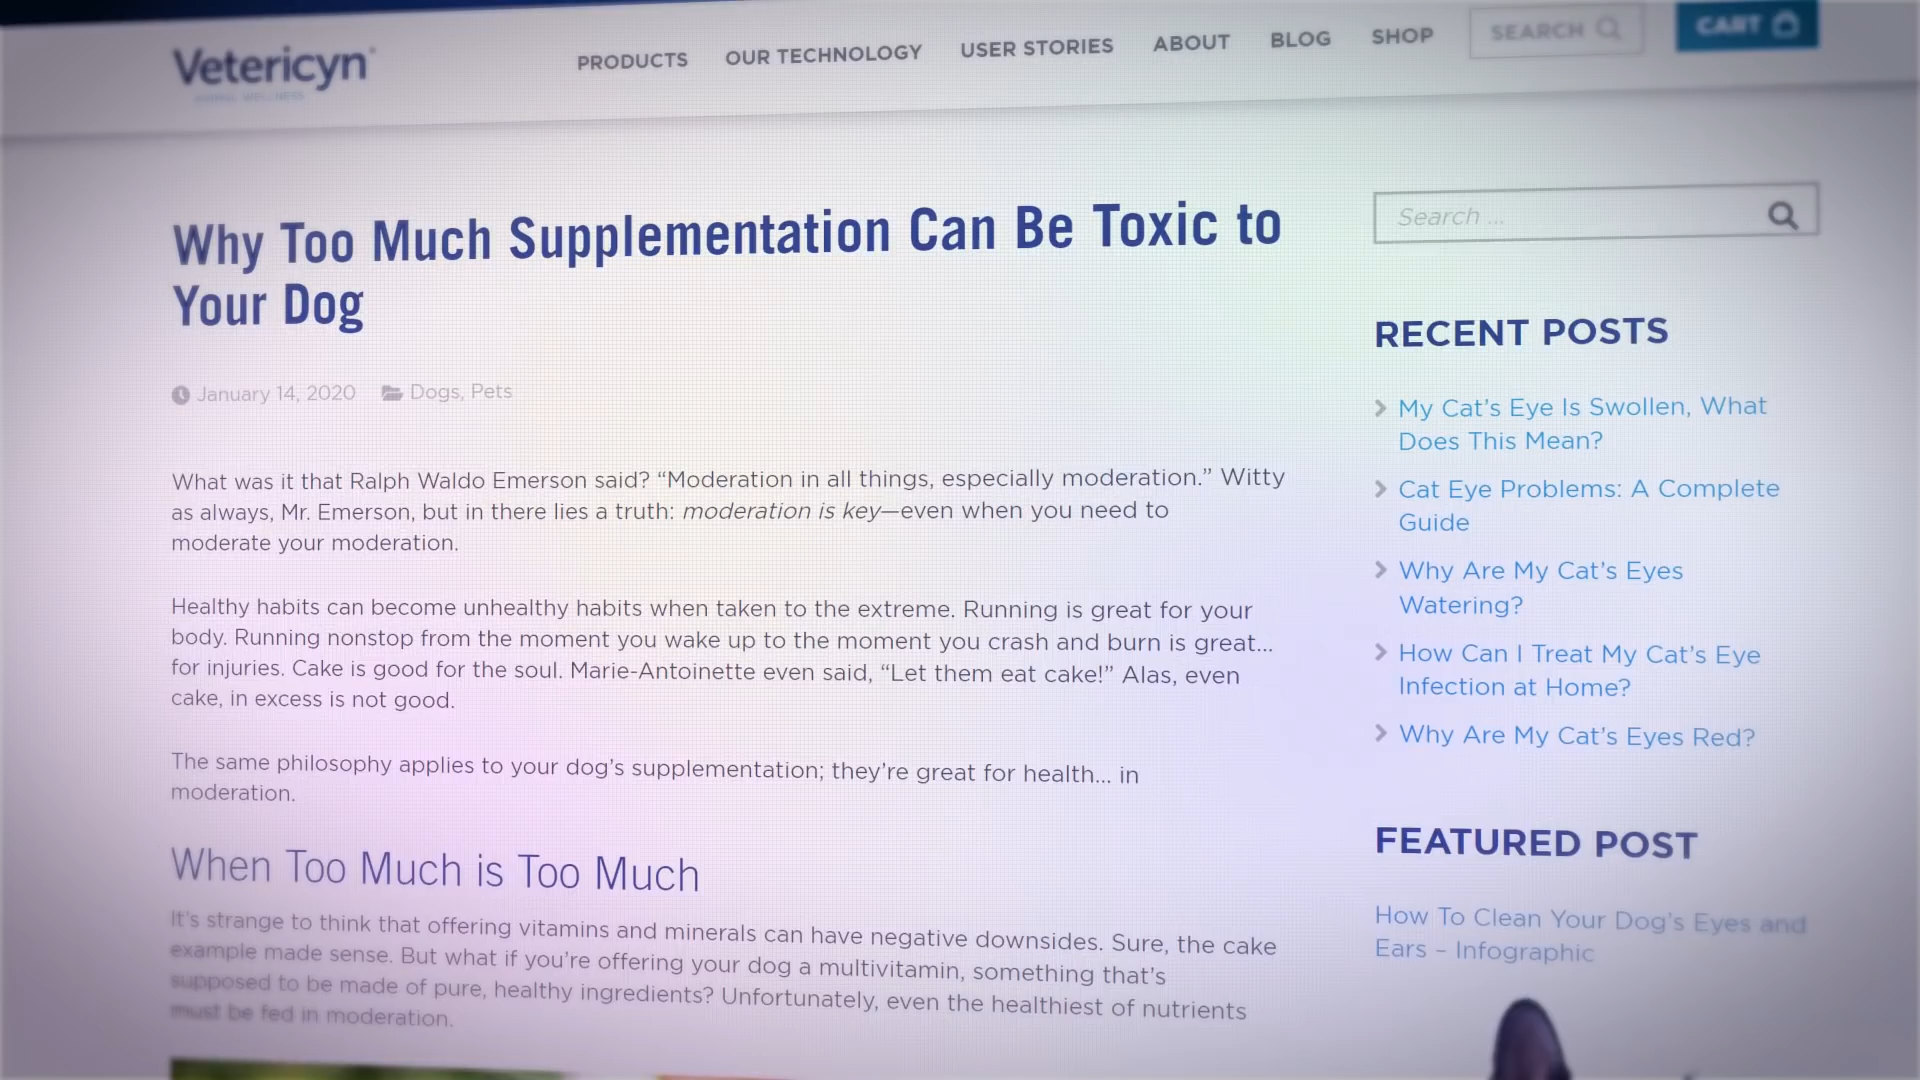 Vetericyn
PRODUCTS
OUR TECHNOLOGY
USER STORIES
ABOUT
BLOG
SHOP
SEARCH
CART
Why Too Much Supplementation Can Be Toxic to
Your Dog
January 14, 2020
Dogs, Pets
What was it that Ralph Waldo Emerson said? “Moderation in all things, especially moderation.” Witty
as always, Mr. Emerson, but in there lies a truth: moderation is key—even when you need to
moderate your moderation.
Healthy habits can become unhealthy habits when taken to the extreme. Running is great for your
body. Running nonstop from the moment you wake up to the moment you crash and burn is great...
for injuries. Cake is good for the soul. Marie-Antoinette even said, “Let them eat cake!” Alas, even
cake, in excess is not good.
The same philosophy applies to your dog’s supplementation; they’re great for health... in
moderation.
When Too Much is Too Much
It’s strange to think that offering vitamins and minerals can have negative downsides. Sure, the cake
example made sense. But what if you’re offering your dog a multivitamin, something that’s
supposed to be made of pure, healthy ingredients? Unfortunately, even the healthiest of nutrients
must be fed in moderation.
Search ...
RECENT POSTS
My Cat’s Eye Is Swollen, What
Does This Mean?
Cat Eye Problems: A Complete
Guide
Why Are My Cat’s Eyes
Watering?
How Can I Treat My Cat’s Eye
Infection at Home?
Why Are My Cat’s Eyes Red?
FEATURED POST
How To Clean Your Dog’s Eyes and
Ears – Infographic